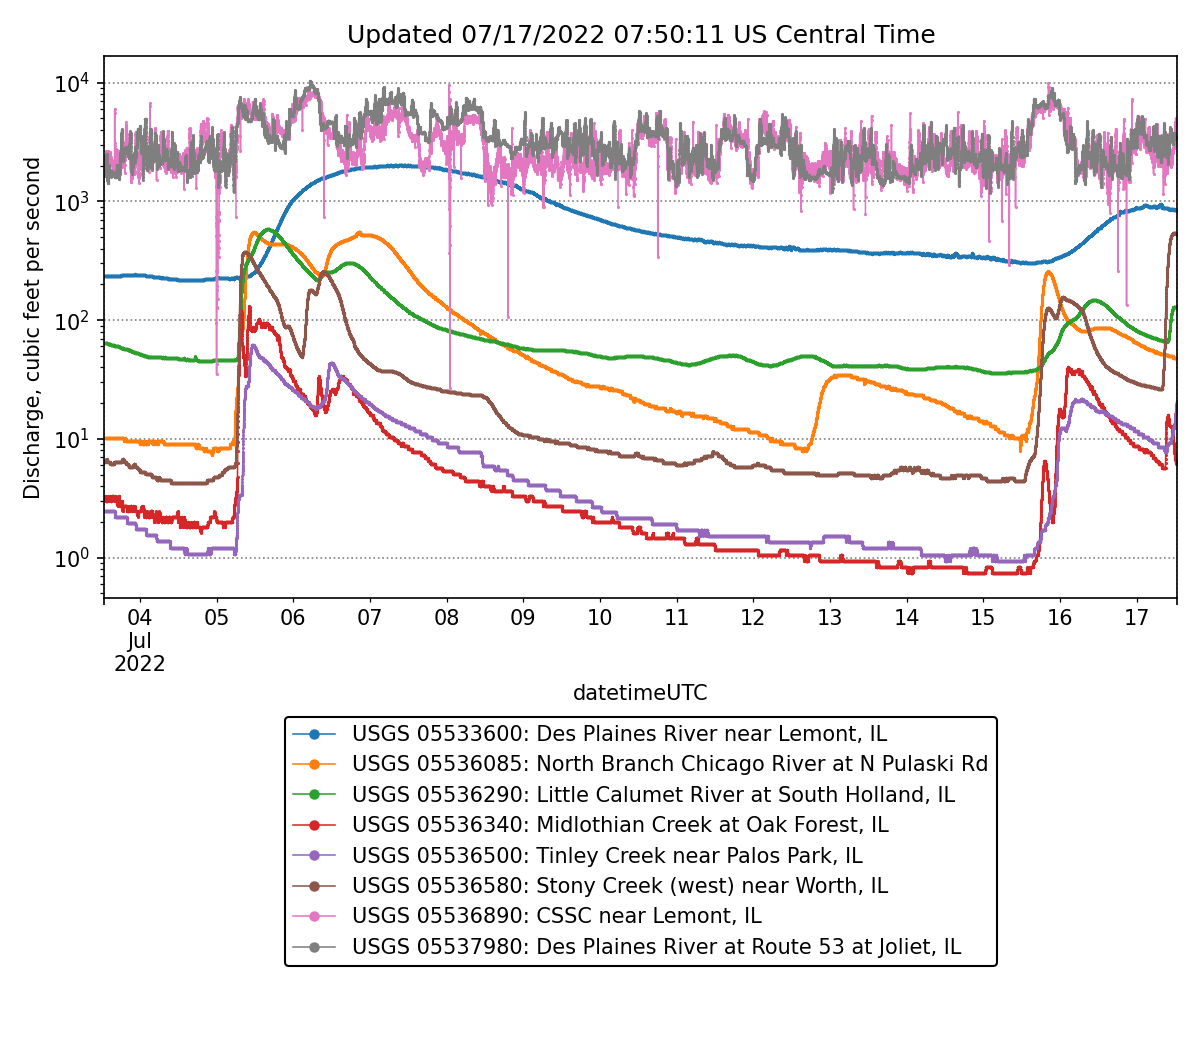 Updated 07/17/2022 07:50:11 US Central Time
Discharge, cubic feet per second
10⁴
10³
10²
10¹
10⁰
04 05 06 07 08 09 10 11 12 13 14 15 16 17
Jul
2022
datetimeUTC
USGS 05533600: Des Plaines River near Lemont, IL
USGS 05536085: North Branch Chicago River at N Pulaski Rd
USGS 05536290: Little Calumet River at South Holland, IL
USGS 05536340: Midlothian Creek at Oak Forest, IL
USGS 05536500: Tinley Creek near Palos Park, IL
USGS 05536580: Stony Creek (west) near Worth, IL
USGS 05536890: CSSC near Lemont, IL
USGS 05537980: Des Plaines River at Route 53 at Joliet, IL